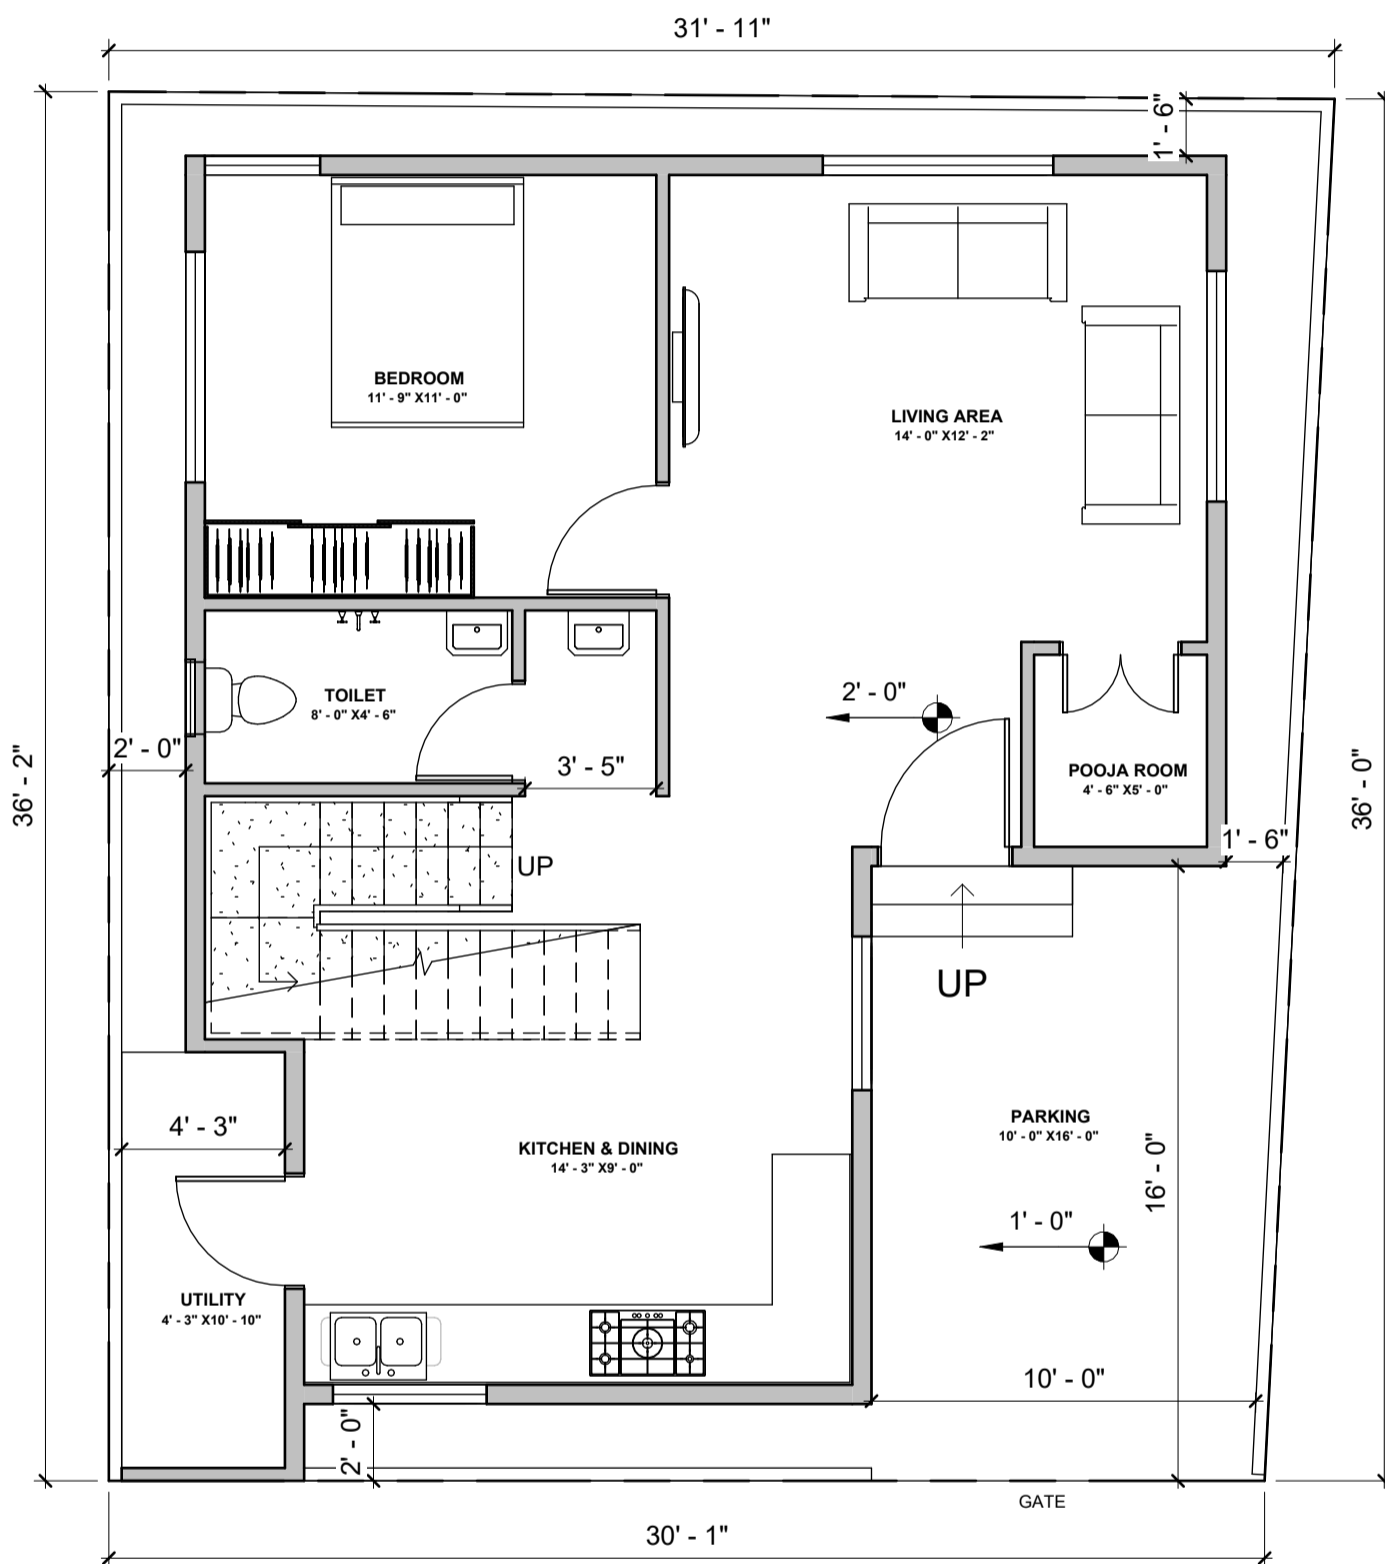 31' - 11"
1' - 6"
BEDROOM
11' - 9" X11' - 0"
LIVING AREA
14' - 0" X12' - 2"
TOILET
8' - 0" X4' - 6"
2' - 0"
2' - 0"
3' - 5"
POOJA ROOM
4' - 6" X5' - 0"
36' - 2"
36' - 0"
1' - 6"
UP
UP
PARKING
10' - 0" X16' - 0"
4' - 3"
KITCHEN & DINING
14' - 3" X9' - 0"
16' - 0"
1' - 0"
UTILITY
4' - 3" X10' - 10"
10' - 0"
2' - 0"
GATE
30' - 1"